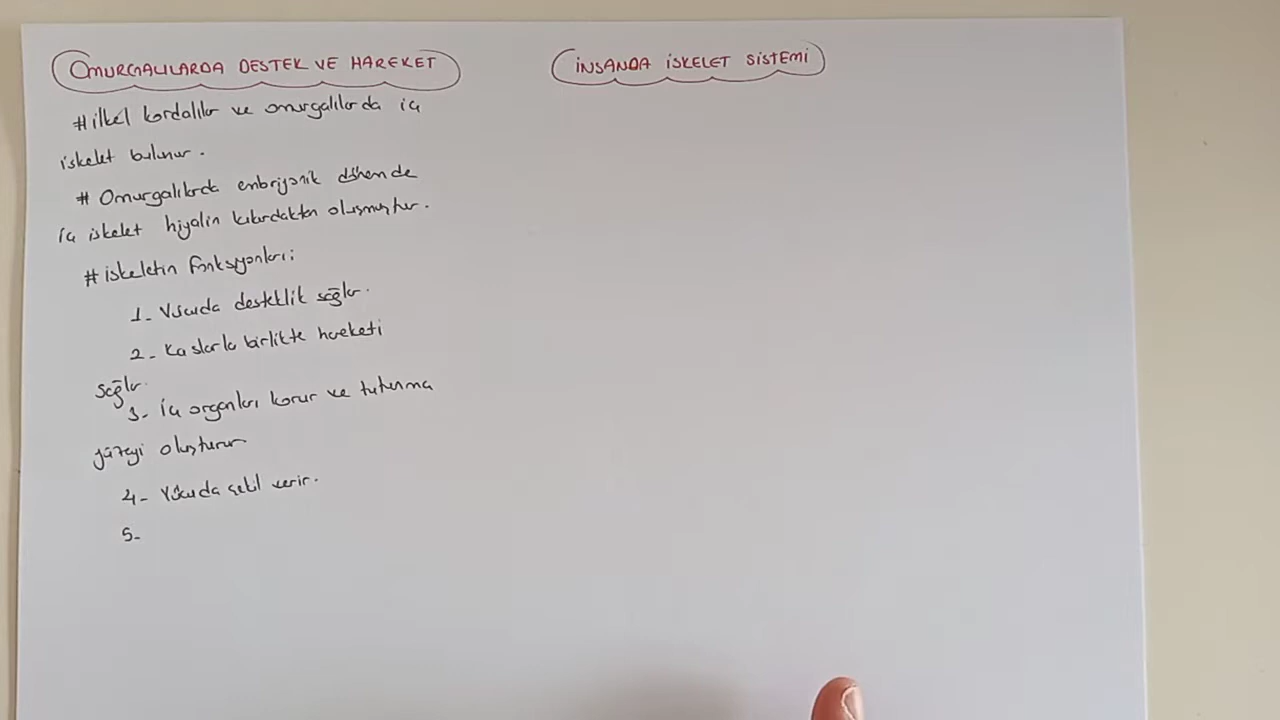 OMURGALILARDA DESTEK VE HAREKET
# ilkel kordalılar ve omurgalılarda iç
iskelet bulunur.
# Omurgalılarda embriyonik dönemde
iç iskelet hiyalin kıkırdaktan oluşmuştur.
# iskeletin fonksiyonları;
1- Vücuda desteklik sağlar.
2- Kaslarla birlikte hareketi
sağlar.
3- İç organları korur ve tutunma
yüzeyi oluşturur
4- Vücuda şekil verir.
5-
İNSANDA İSKELET SİSTEMİ